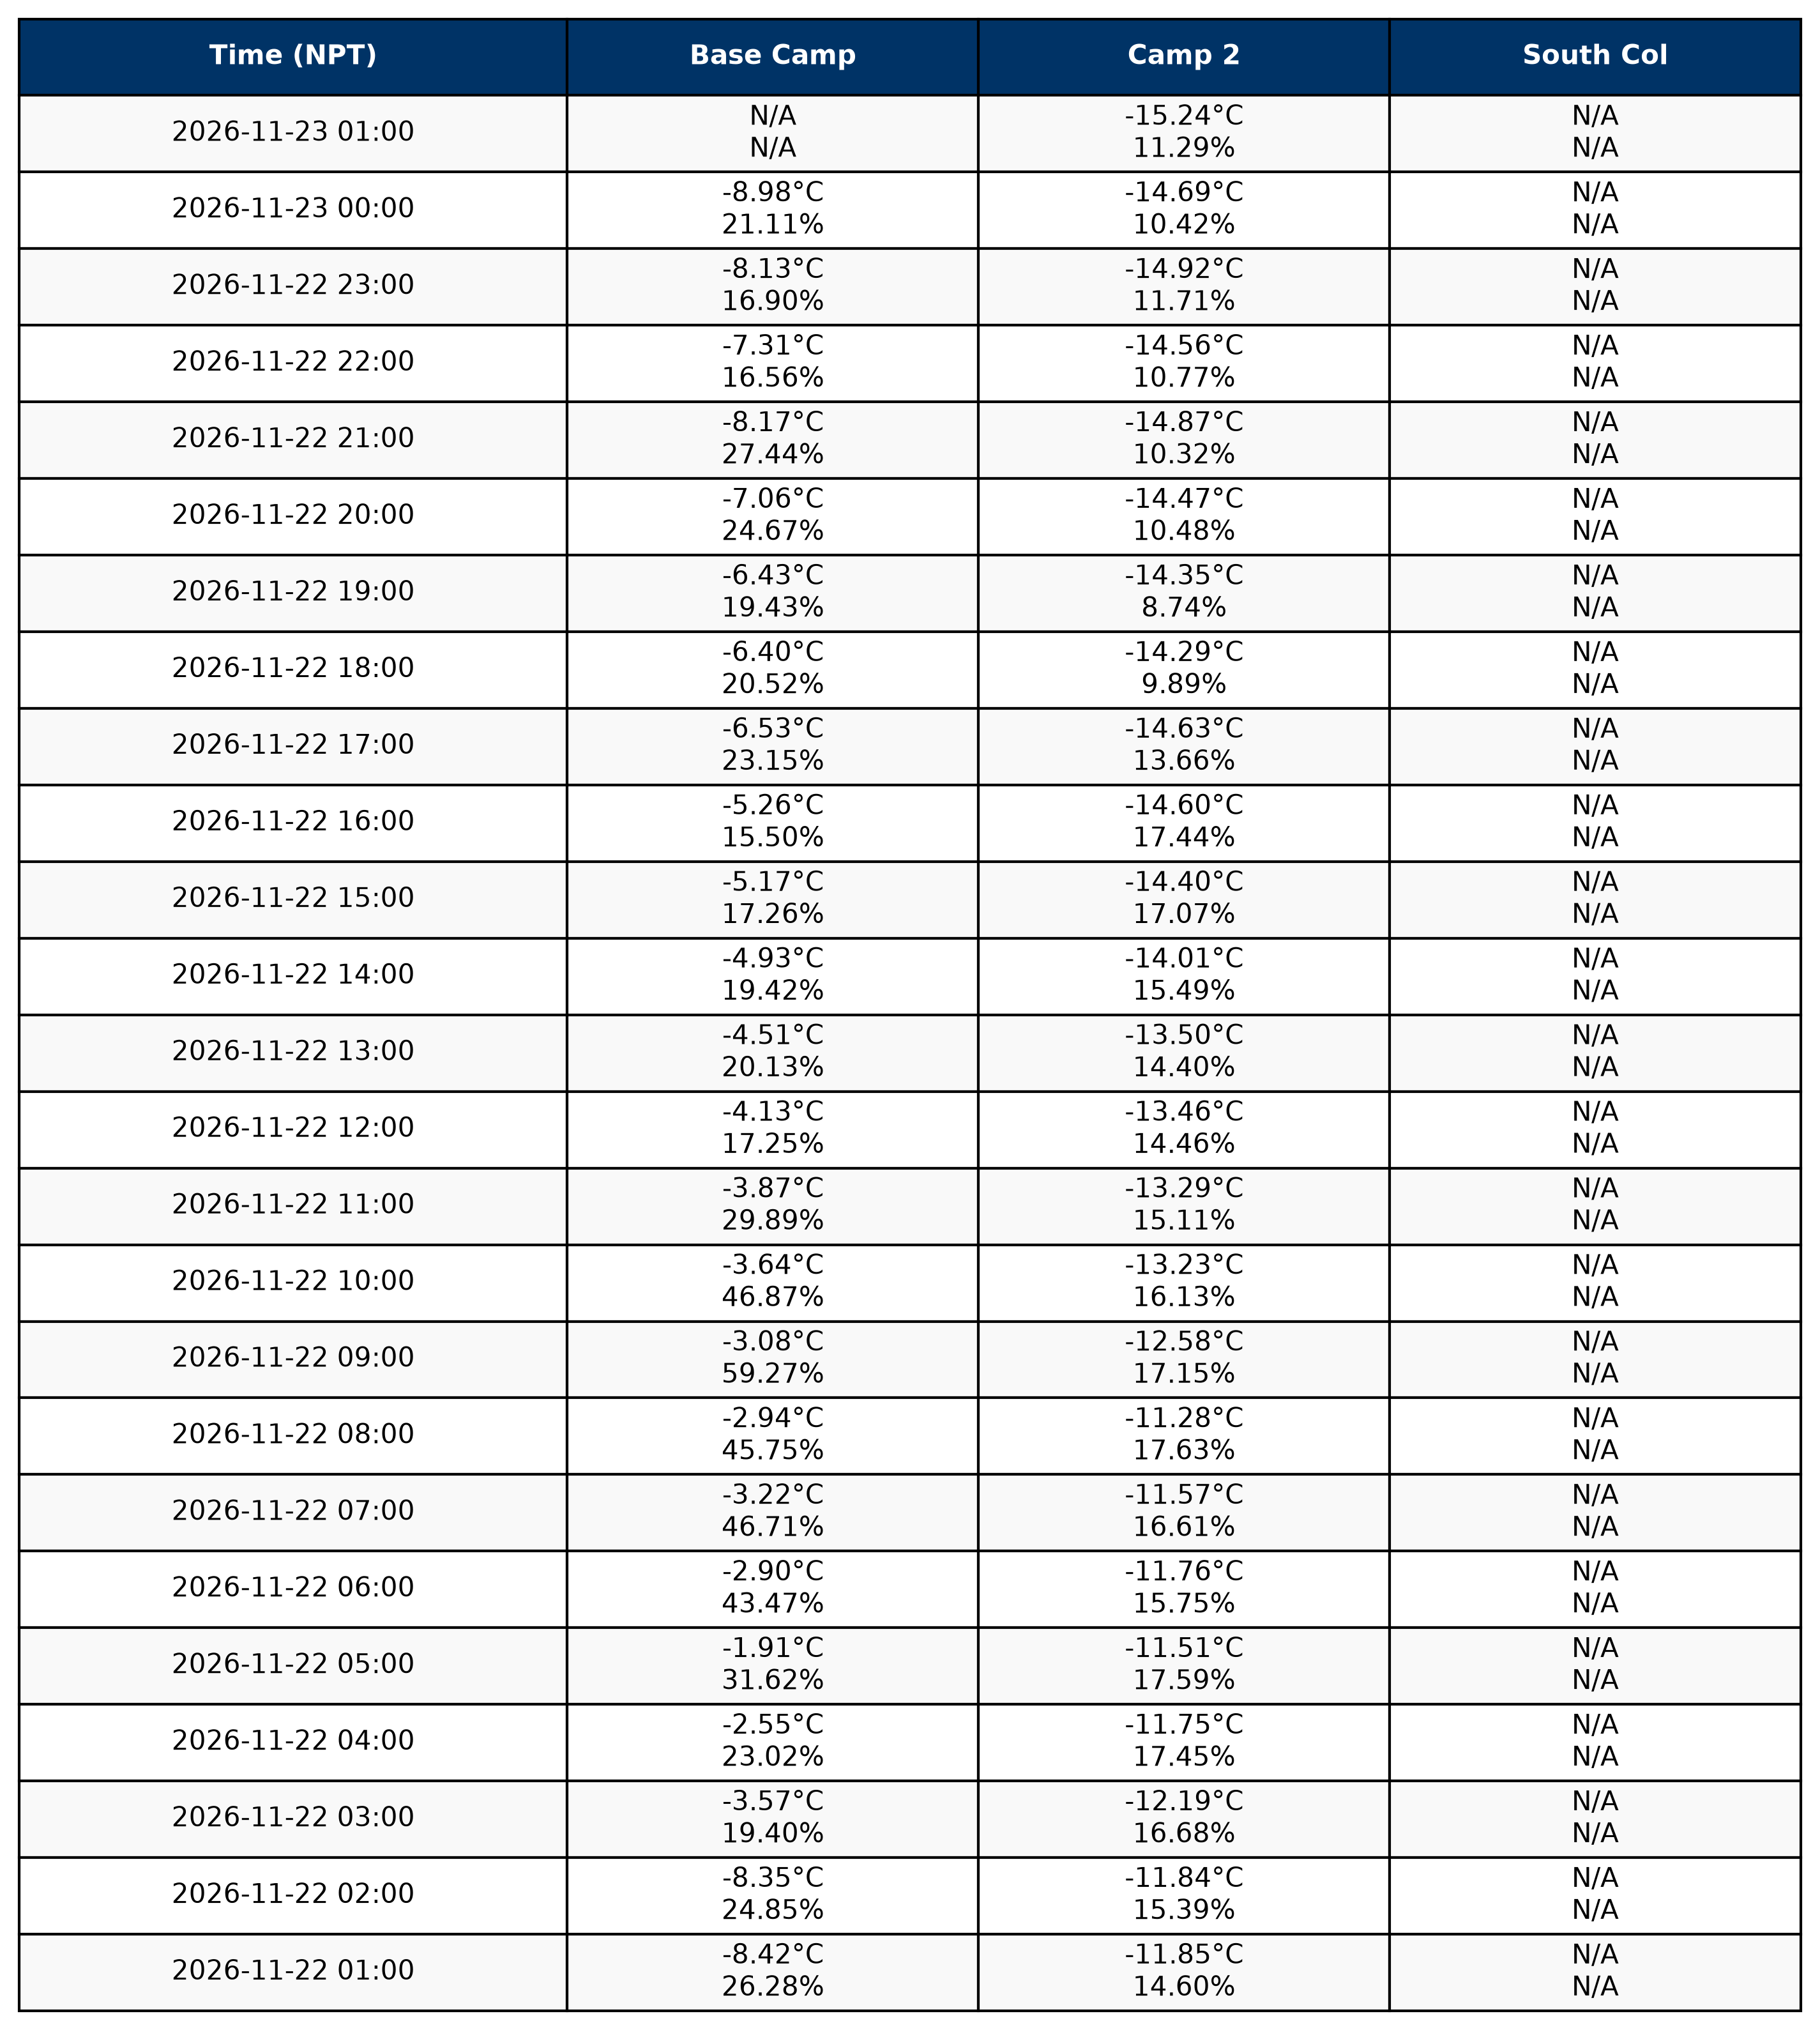 Time (NPT) Base Camp Camp 2 South Col
N/A -15.24°C N/A
2026-11-23 01:00
N/A 11.29% N/A
-8.98°C -14.69°C N/A
2026-11-23 00:00
21.11% 10.42% N/A
-8.13°C -14.92°C N/A
2026-11-22 23:00
16.90% 11.71% N/A
-7.31°C -14.56°C N/A
2026-11-22 22:00
16.56% 10.77% N/A
-8.17°C -14.87°C N/A
2026-11-22 21:00
27.44% 10.32% N/A
-7.06°C -14.47°C N/A
2026-11-22 20:00
24.67% 10.48% N/A
-6.43°C -14.35°C N/A
2026-11-22 19:00
19.43% 8.74% N/A
-6.40°C -14.29°C N/A
2026-11-22 18:00
20.52% 9.89% N/A
-6.53°C -14.63°C N/A
2026-11-22 17:00
23.15% 13.66% N/A
-5.26°C -14.60°C N/A
2026-11-22 16:00
15.50% 17.44% N/A
-5.17°C -14.40°C N/A
2026-11-22 15:00
17.26% 17.07% N/A
-4.93°C -14.01°C N/A
2026-11-22 14:00
19.42% 15.49% N/A
-4.51°C -13.50°C N/A
2026-11-22 13:00
20.13% 14.40% N/A
-4.13°C -13.46°C N/A
2026-11-22 12:00
17.25% 14.46% N/A
-3.87°C -13.29°C N/A
2026-11-22 11:00
29.89% 15.11% N/A
-3.64°C -13.23°C N/A
2026-11-22 10:00
46.87% 16.13% N/A
-3.08°C -12.58°C N/A
2026-11-22 09:00
59.27% 17.15% N/A
-2.94°C -11.28°C N/A
2026-11-22 08:00
45.75% 17.63% N/A
-3.22°C -11.57°C N/A
2026-11-22 07:00
46.71% 16.61% N/A
-2.90°C -11.76°C N/A
2026-11-22 06:00
43.47% 15.75% N/A
-1.91°C -11.51°C N/A
2026-11-22 05:00
31.62% 17.59% N/A
-2.55°C -11.75°C N/A
2026-11-22 04:00
23.02% 17.45% N/A
-3.57°C -12.19°C N/A
2026-11-22 03:00
19.40% 16.68% N/A
-8.35°C -11.84°C N/A
2026-11-22 02:00
24.85% 15.39% N/A
-8.42°C -11.85°C N/A
2026-11-22 01:00
26.28% 14.60% N/A